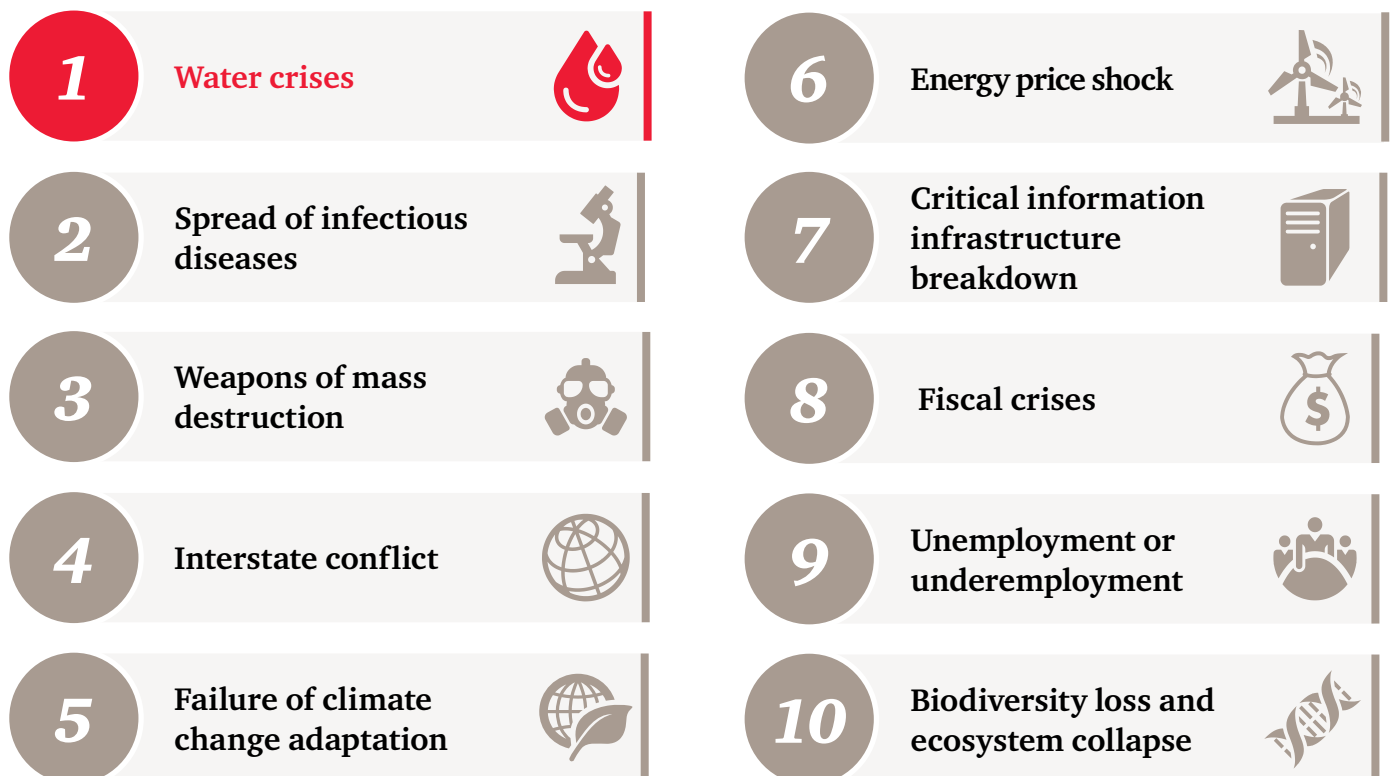 1
Water crises
2
Spread of infectious
diseases
3
Weapons of mass
destruction
4
Interstate conflict
5
Failure of climate
change adaptation
6
Energy price shock
7
Critical information
infrastructure
breakdown
8
Fiscal crises
$
9
Unemployment or
underemployment
10
Biodiversity loss and
ecosystem collapse